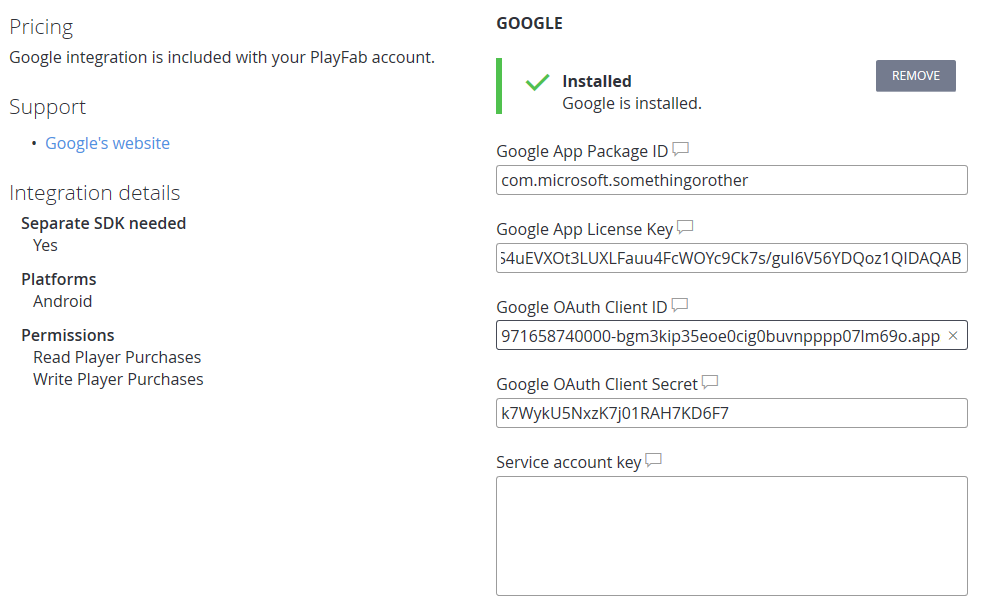 Pricing
Google integration is included with your PlayFab account.
Support
• Google's website
Integration details
Separate SDK needed
Yes
Platforms
Android
Permissions
Read Player Purchases
Write Player Purchases
GOOGLE
Installed
Google is installed.
REMOVE
Google App Package ID
com.microsoft.somethingorother
Google App License Key
S4uEVXOt3LUXLFauu4FcWOYc9Ck7s/guI6V56YDQoz1QIDAQAB
Google OAuth Client ID
971658740000-bgm3kip35eoe0cig0buvnpppp07lm69o.app
Google OAuth Client Secret
k7WykU5NxzK7j01RAH7KD6F7
Service account key